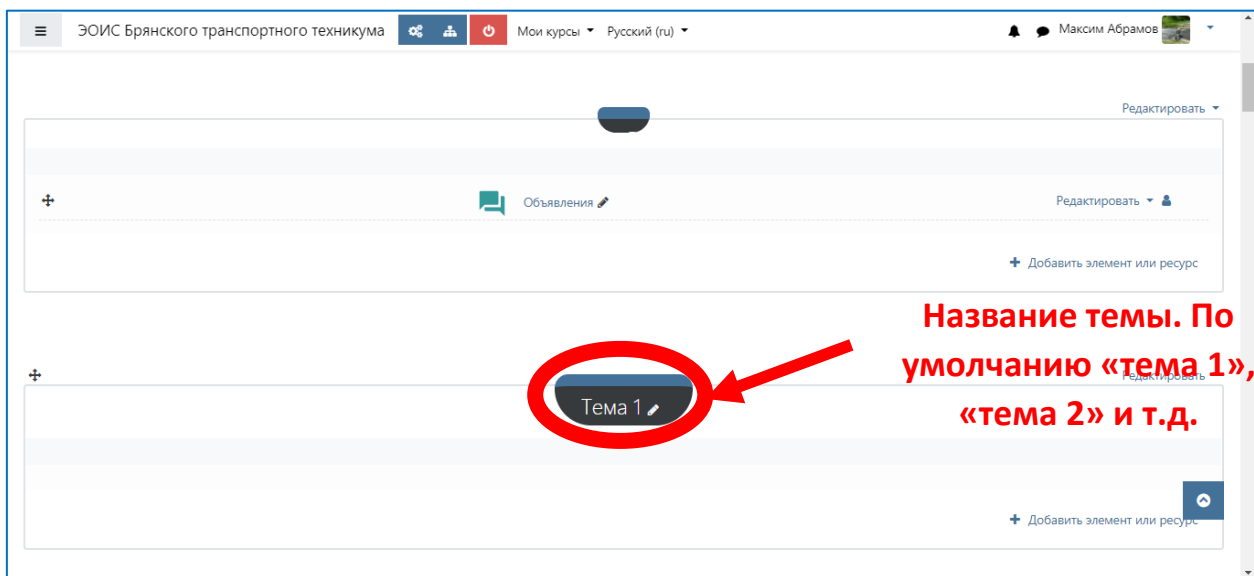 ЭОИС Брянского транспортного техникума Мои курсы Русский (ru) Максим Абрамов
Редактировать
Объявления Редактировать
Добавить элемент или ресурс
Название темы. По
умолчанию «тема 1»,
Редактировать
«тема 2» и т.д.
Тема 1
Добавить элемент или ресурс